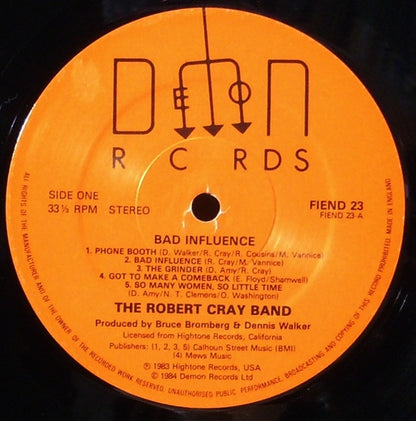 DEMON
RECORDS
SIDE ONE
33⅓ RPM STEREO
FIEND 23
FIEND 23-A
BAD INFLUENCE
1. PHONE BOOTH (D. Walker/R. Cray/R. Cousins/M. Vannice)
2. BAD INFLUENCE (R. Cray/M. Vannice)
3. THE GRINDER (D. Amy/R. Cray)
4. GOT TO MAKE A COMEBACK (E. Floyd/Shamwell)
5. SO MANY WOMEN, SO LITTLE TIME
(D. Amy/N. T. Clemons/O. Washington)
THE ROBERT CRAY BAND
Produced by Bruce Bromberg & Dennis Walker
Licensed from Hightone Records, California
Publishers: (1, 2, 3, 5) Calhoun Street Music (BMI)
(4) Mews Music
℗ 1983 Hightone Records, USA
© 1984 Demon Records Ltd
ALL RIGHTS OF THE MANUFACTURER AND OF THE OWNER OF THE RECORDED WORK RESERVED. UNAUTHORISED PUBLIC PERFORMANCE, BROADCASTING AND COPYING OF THIS RECORD PROHIBITED. MADE IN ENGLAND